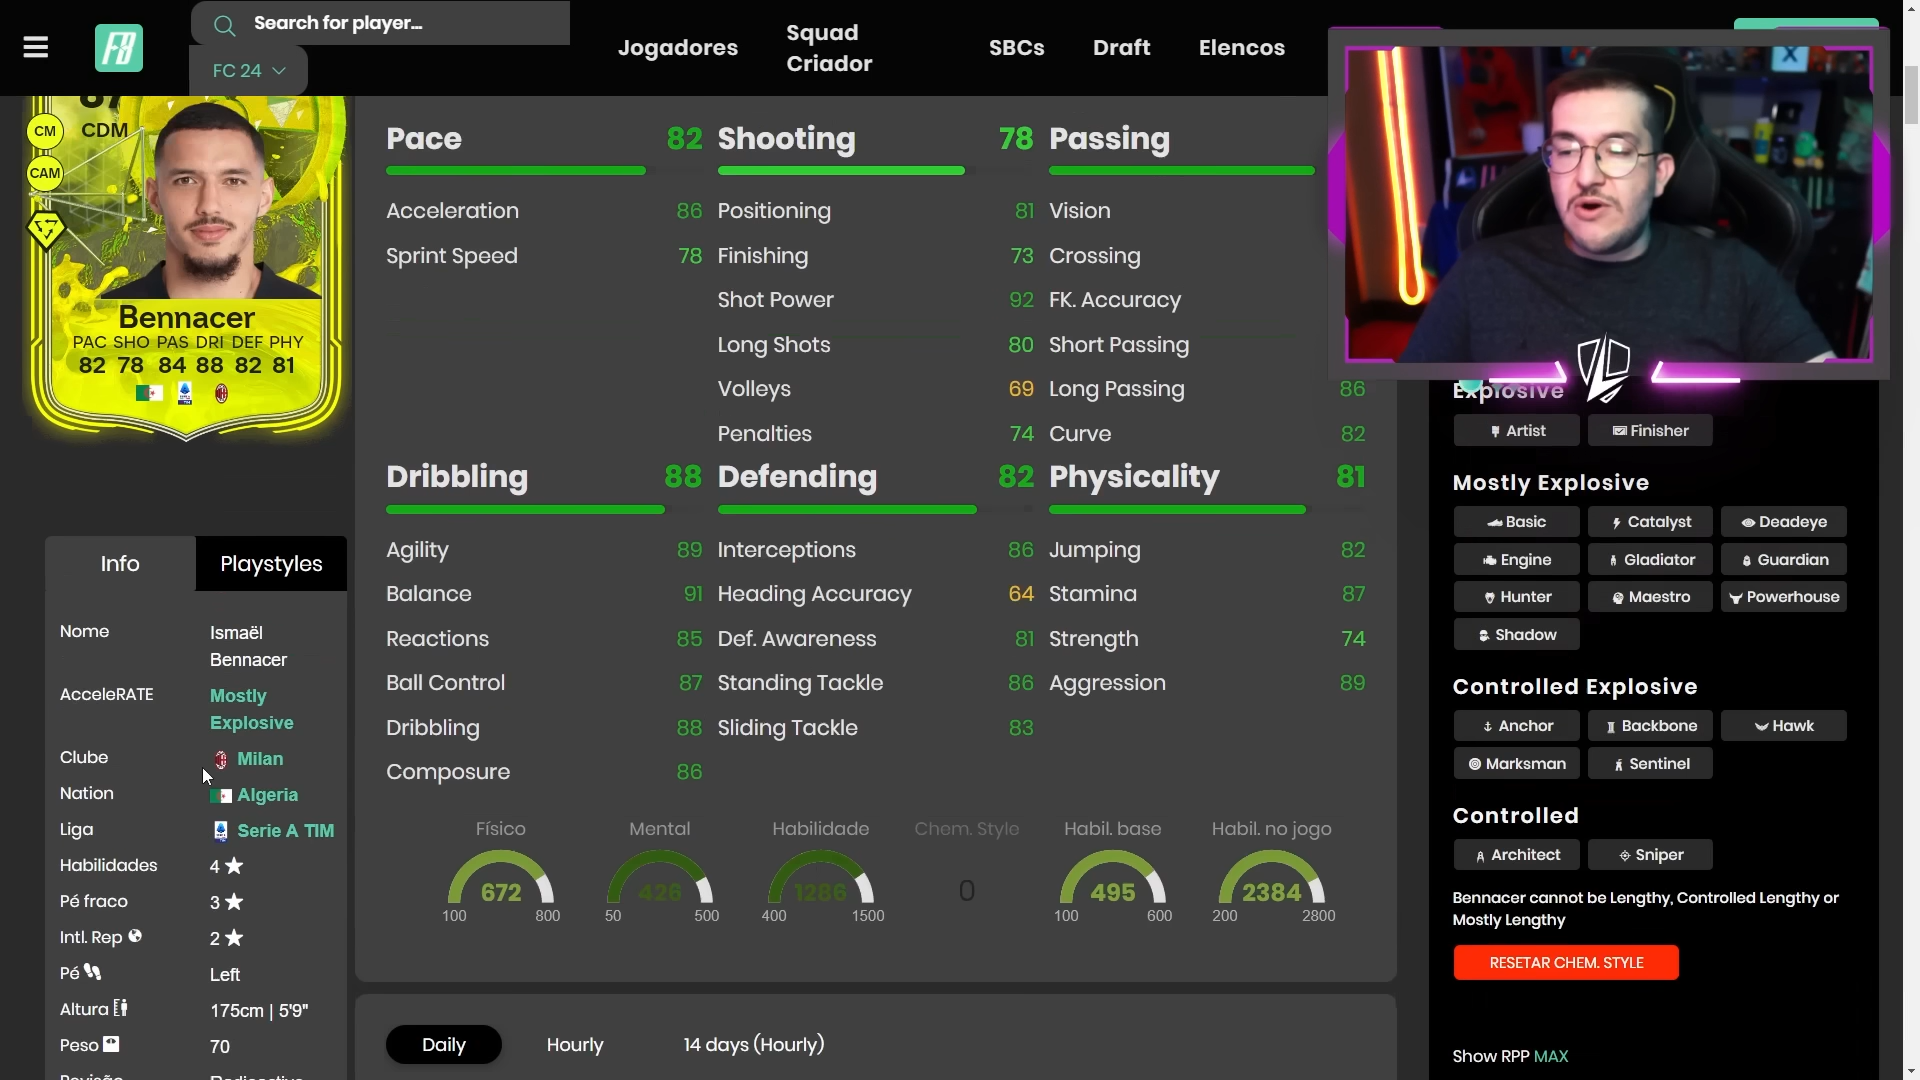 Search for player...
FC 24
Jogadores
Squad
Criador
SBCs
Draft
Elencos
87
CM
CDM
CAM
Bennacer
PAC SHO PAS DRI DEF PHY
82 78 84 88 82 81
Info
Playstyles
Nome
Ismaël
Bennacer
AcceleRATE
Mostly
Explosive
Clube
Milan
Nation
Algeria
Liga
Serie A TIM
Habilidades
4
Pé fraco
3
Intl. Rep
2
Pé
Left
Altura
175cm | 5'9"
Peso
70
Pace 82
Acceleration 86
Sprint Speed 78
Shooting 78
Positioning 81
Finishing 73
Shot Power 92
Long Shots 80
Volleys 69
Penalties 74
Passing
Vision
Crossing
FK. Accuracy
Short Passing
Long Passing 86
Curve 82
Dribbling 88
Agility 89
Balance 91
Reactions 85
Ball Control 87
Dribbling 88
Composure 86
Defending 82
Interceptions 86
Heading Accuracy 64
Def. Awareness 81
Standing Tackle 86
Sliding Tackle 83
Physicality 81
Jumping 82
Stamina 87
Strength 74
Aggression 89
Físico
672
100 800
Mental
426
50 500
Habilidade
1286
400 1500
Chem. Style
0
Habil. base
495
100 600
Habil. no jogo
2384
200 2800
Daily
Hourly
14 days (Hourly)
Explosive
Artist
Finisher
Mostly Explosive
Basic
Catalyst
Deadeye
Engine
Gladiator
Guardian
Hunter
Maestro
Powerhouse
Shadow
Controlled Explosive
Anchor
Backbone
Hawk
Marksman
Sentinel
Controlled
Architect
Sniper
Bennacer cannot be Lengthy, Controlled Lengthy or
Mostly Lengthy
RESETAR CHEM. STYLE
Show RPP MAX